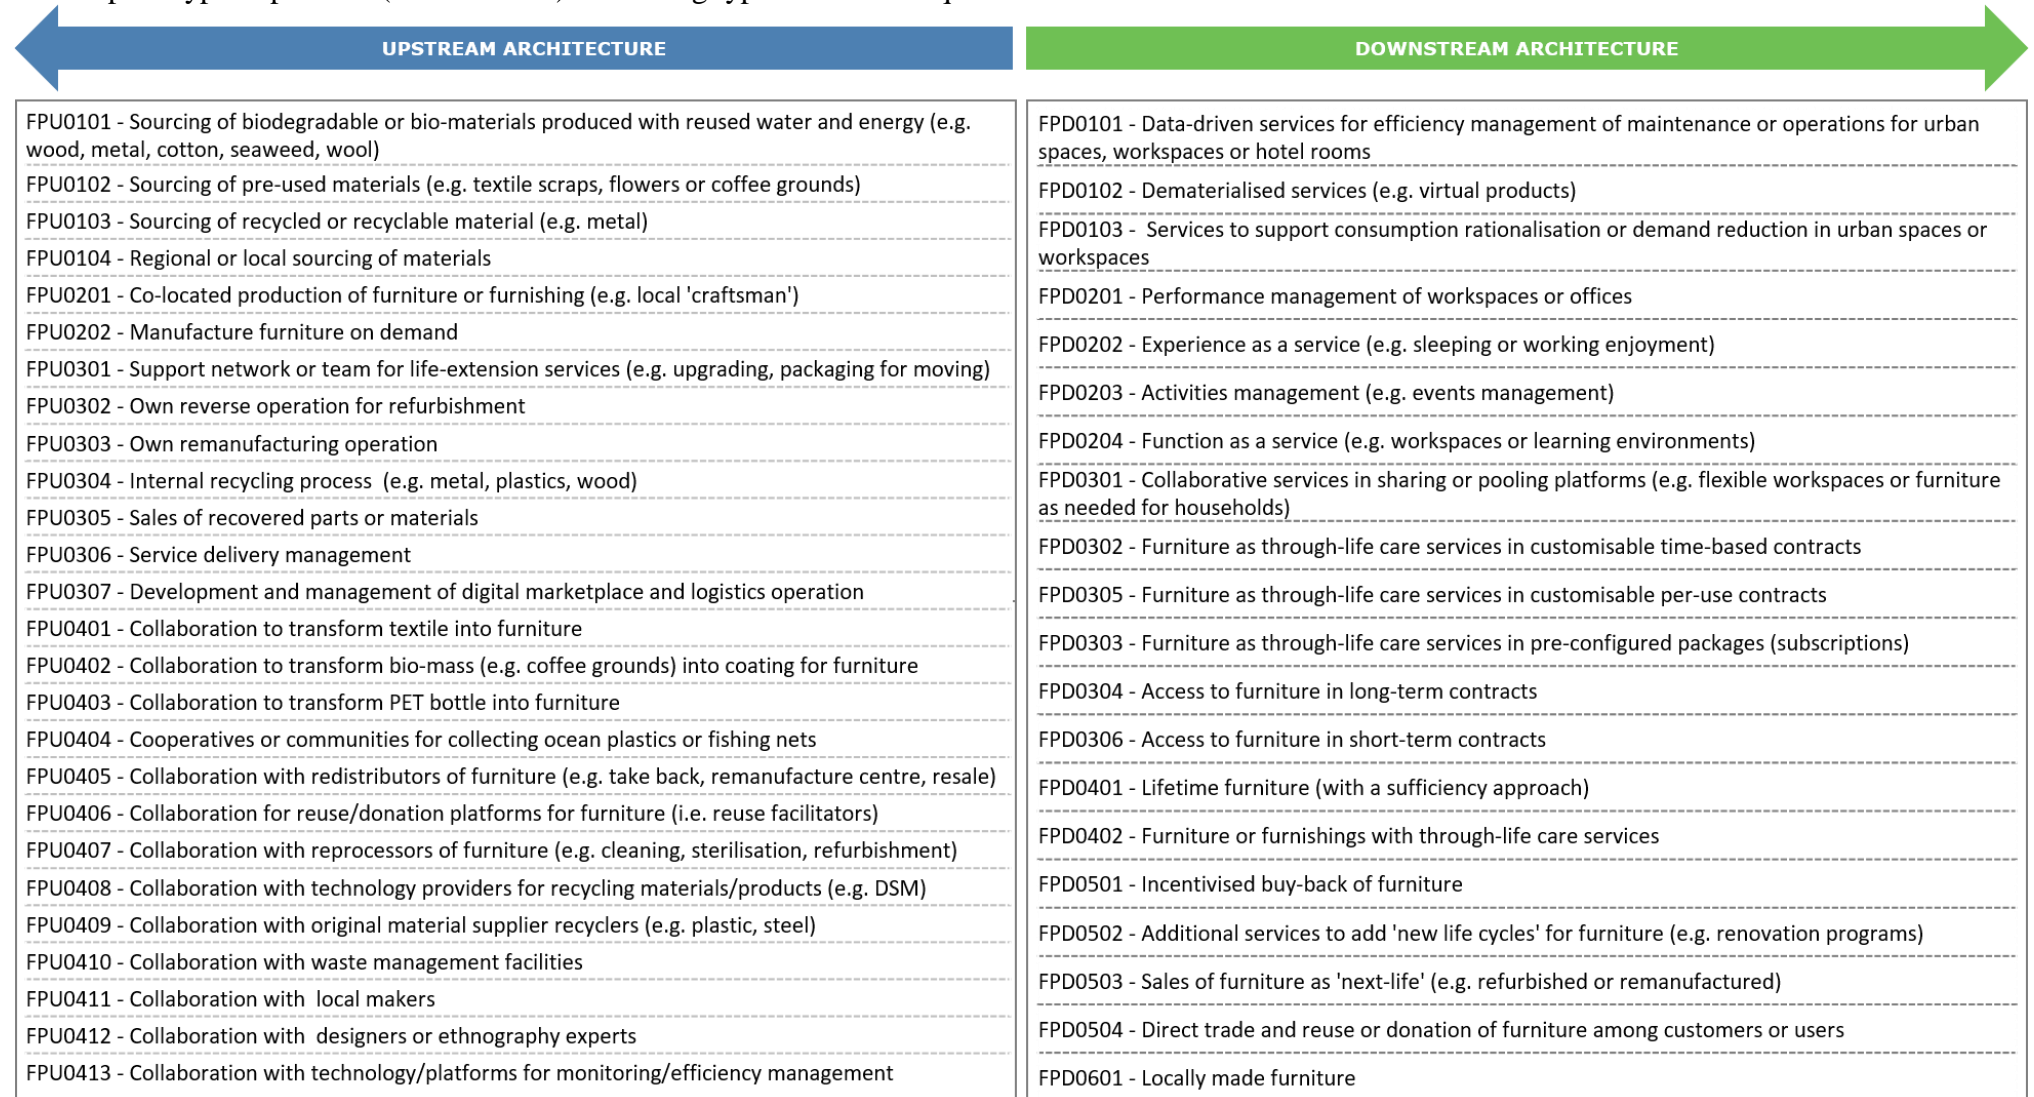 UPSTREAM ARCHITECTURE
FPU0101 - Sourcing of biodegradable or bio-materials produced with reused water and energy (e.g.
wood, metal, cotton, seaweed, wool)
FPU0102 - Sourcing of pre-used materials (e.g. textile scraps, flowers or coffee grounds)
FPU0103 - Sourcing of recycled or recyclable material (e.g. metal)
FPU0104 - Regional or local sourcing of materials
FPU0201 - Co-located production of furniture or furnishing (e.g. local 'craftsman')
FPU0202 - Manufacture furniture on demand
FPU0301 - Support network or team for life-extension services (e.g. upgrading, packaging for moving)
FPU0302 - Own reverse operation for refurbishment
FPU0303 - Own remanufacturing operation
FPU0304 - Internal recycling process  (e.g. metal, plastics, wood)
FPU0305 - Sales of recovered parts or materials
FPU0306 - Service delivery management
FPU0307 - Development and management of digital marketplace and logistics operation
FPU0401 - Collaboration to transform textile into furniture
FPU0402 - Collaboration to transform bio-mass (e.g. coffee grounds) into coating for furniture
FPU0403 - Collaboration to transform PET bottle into furniture
FPU0404 - Cooperatives or communities for collecting ocean plastics or fishing nets
FPU0405 - Collaboration with redistributors of furniture (e.g. take back, remanufacture centre, resale)
FPU0406 - Collaboration for reuse/donation platforms for furniture (i.e. reuse facilitators)
FPU0407 - Collaboration with reprocessors of furniture (e.g. cleaning, sterilisation, refurbishment)
FPU0408 - Collaboration with technology providers for recycling materials/products (e.g. DSM)
FPU0409 - Collaboration with original material supplier recyclers (e.g. plastic, steel)
FPU0410 - Collaboration with waste management facilities
FPU0411 - Collaboration with  local makers
FPU0412 - Collaboration with  designers or ethnography experts
FPU0413 - Collaboration with technology/platforms for monitoring/efficiency management
DOWNSTREAM ARCHITECTURE
FPD0101 - Data-driven services for efficiency management of maintenance or operations for urban
spaces, workspaces or hotel rooms
FPD0102 - Dematerialised services (e.g. virtual products)
FPD0103 -  Services to support consumption rationalisation or demand reduction in urban spaces or
workspaces
FPD0201 - Performance management of workspaces or offices
FPD0202 - Experience as a service (e.g. sleeping or working enjoyment)
FPD0203 - Activities management (e.g. events management)
FPD0204 - Function as a service (e.g. workspaces or learning environments)
FPD0301 - Collaborative services in sharing or pooling platforms (e.g. flexible workspaces or furniture
as needed for households)
FPD0302 - Furniture as through-life care services in customisable time-based contracts
FPD0305 - Furniture as through-life care services in customisable per-use contracts
FPD0303 - Furniture as through-life care services in pre-configured packages (subscriptions)
FPD0304 - Access to furniture in long-term contracts
FPD0306 - Access to furniture in short-term contracts
FPD0401 - Lifetime furniture (with a sufficiency approach)
FPD0402 - Furniture or furnishings with through-life care services
FPD0501 - Incentivised buy-back of furniture
FPD0502 - Additional services to add 'new life cycles' for furniture (e.g. renovation programs)
FPD0503 - Sales of furniture as 'next-life' (e.g. refurbished or remanufactured)
FPD0504 - Direct trade and reuse or donation of furniture among customers or users
FPD0601 - Locally made furniture